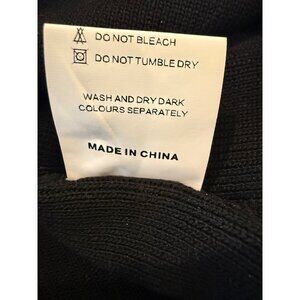 DO NOT BLEACH
DO NOT TUMBLE DRY
WASH AND DRY DARK
COLOURS SEPARATELY
MADE IN CHINA